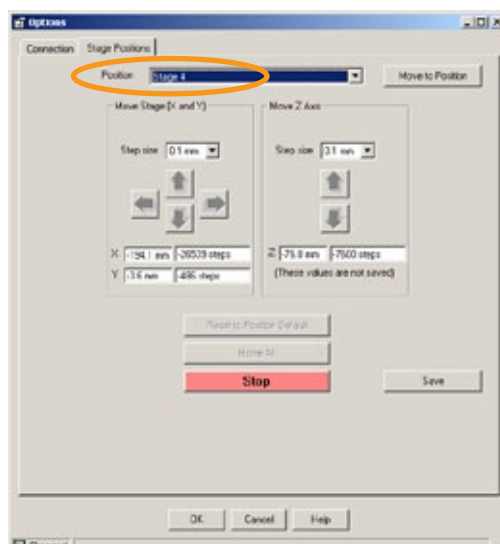 Options
Connection Stage Positions
Position Stage 4 Move to Position
Move Stage (X and Y) Move Z Axis
Step size 0.1 mm Step size 0.1 mm
X: -194.1 mm -26539 steps Z: -75.0 mm -7500 steps
Y: -3.6 mm -486 steps (These values are not saved)
Reset to Position Default
Home All
Stop Save
OK Cancel Help